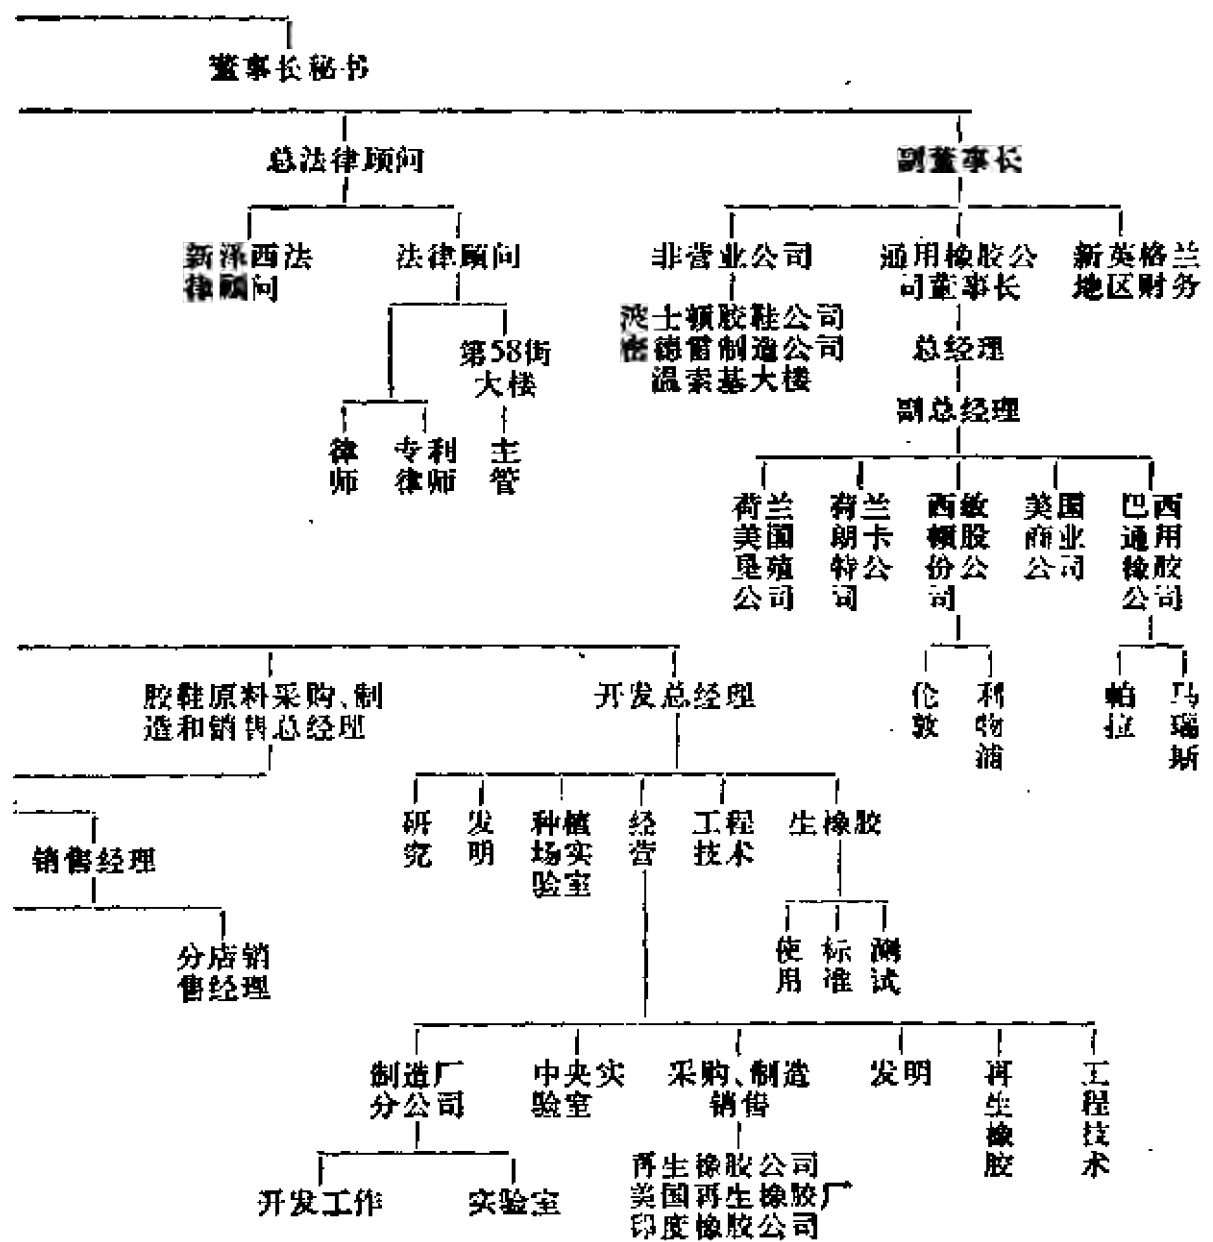 董事长秘书
总法律顾问
副董事长
新泽西法
律顾问
法律顾问
非营业公司
通用橡胶公
司董事长
新英格兰
地区财务
波士顿胶鞋公司
密德雷制造公司
温索基大楼
第58街
大楼
总经理
副总经理
律师
专利律师
主管
荷兰美国垦殖公司
荷兰朗卡特公司
西敏顿股份公司
美国商业公司
巴西通用橡胶公司
胶鞋原料采购、制
造和销售总经理
开发总经理
伦敦
利物浦
帕拉
马瑙斯
研究
发明
种植
场实
验室
经营
工程
技术
生橡胶
销售经理
分店销
售经理
使用
标准
测试
制造厂
分公司
中央实
验室
采购、制造
销售
发明
再生橡胶
工程技术
开发工作
实验室
再生橡胶公司
美国再生橡胶厂
印度橡胶公司